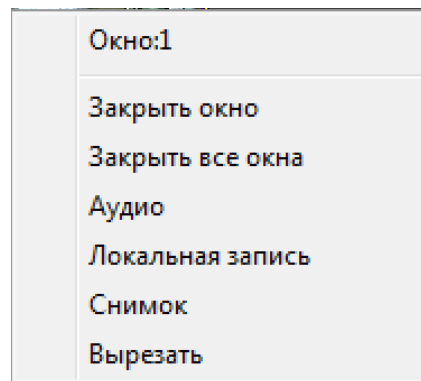 Окно:1
Закрыть окно
Закрыть все окна
Аудио
Локальная запись
Снимок
Вырезать